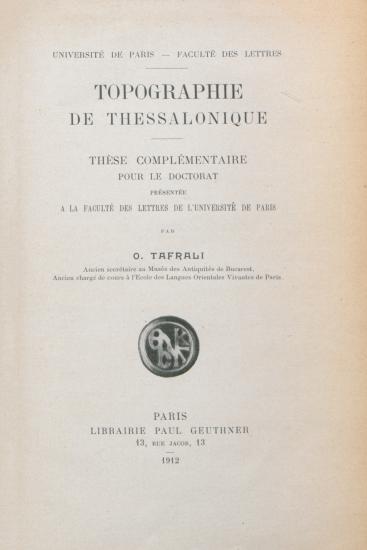 UNIVERSITÉ DE PARIS — FACULTÉ DES LETTRES
TOPOGRAPHIE
DE THESSALONIQUE
THÈSE COMPLÉMENTAIRE
POUR LE DOCTORAT
PRÉSENTÉE
A LA FACULTÉ DES LETTRES DE L'UNIVERSITÉ DE PARIS
PAR
O. TAFRALI
Ancien secrétaire au Musée des Antiquités de Bucarest,
Ancien chargé de cours à l'Ecole des Langues Orientales Vivantes de Paris.
PARIS
LIBRAIRIE PAUL GEUTHNER
13, RUE JACOB, 13
1912